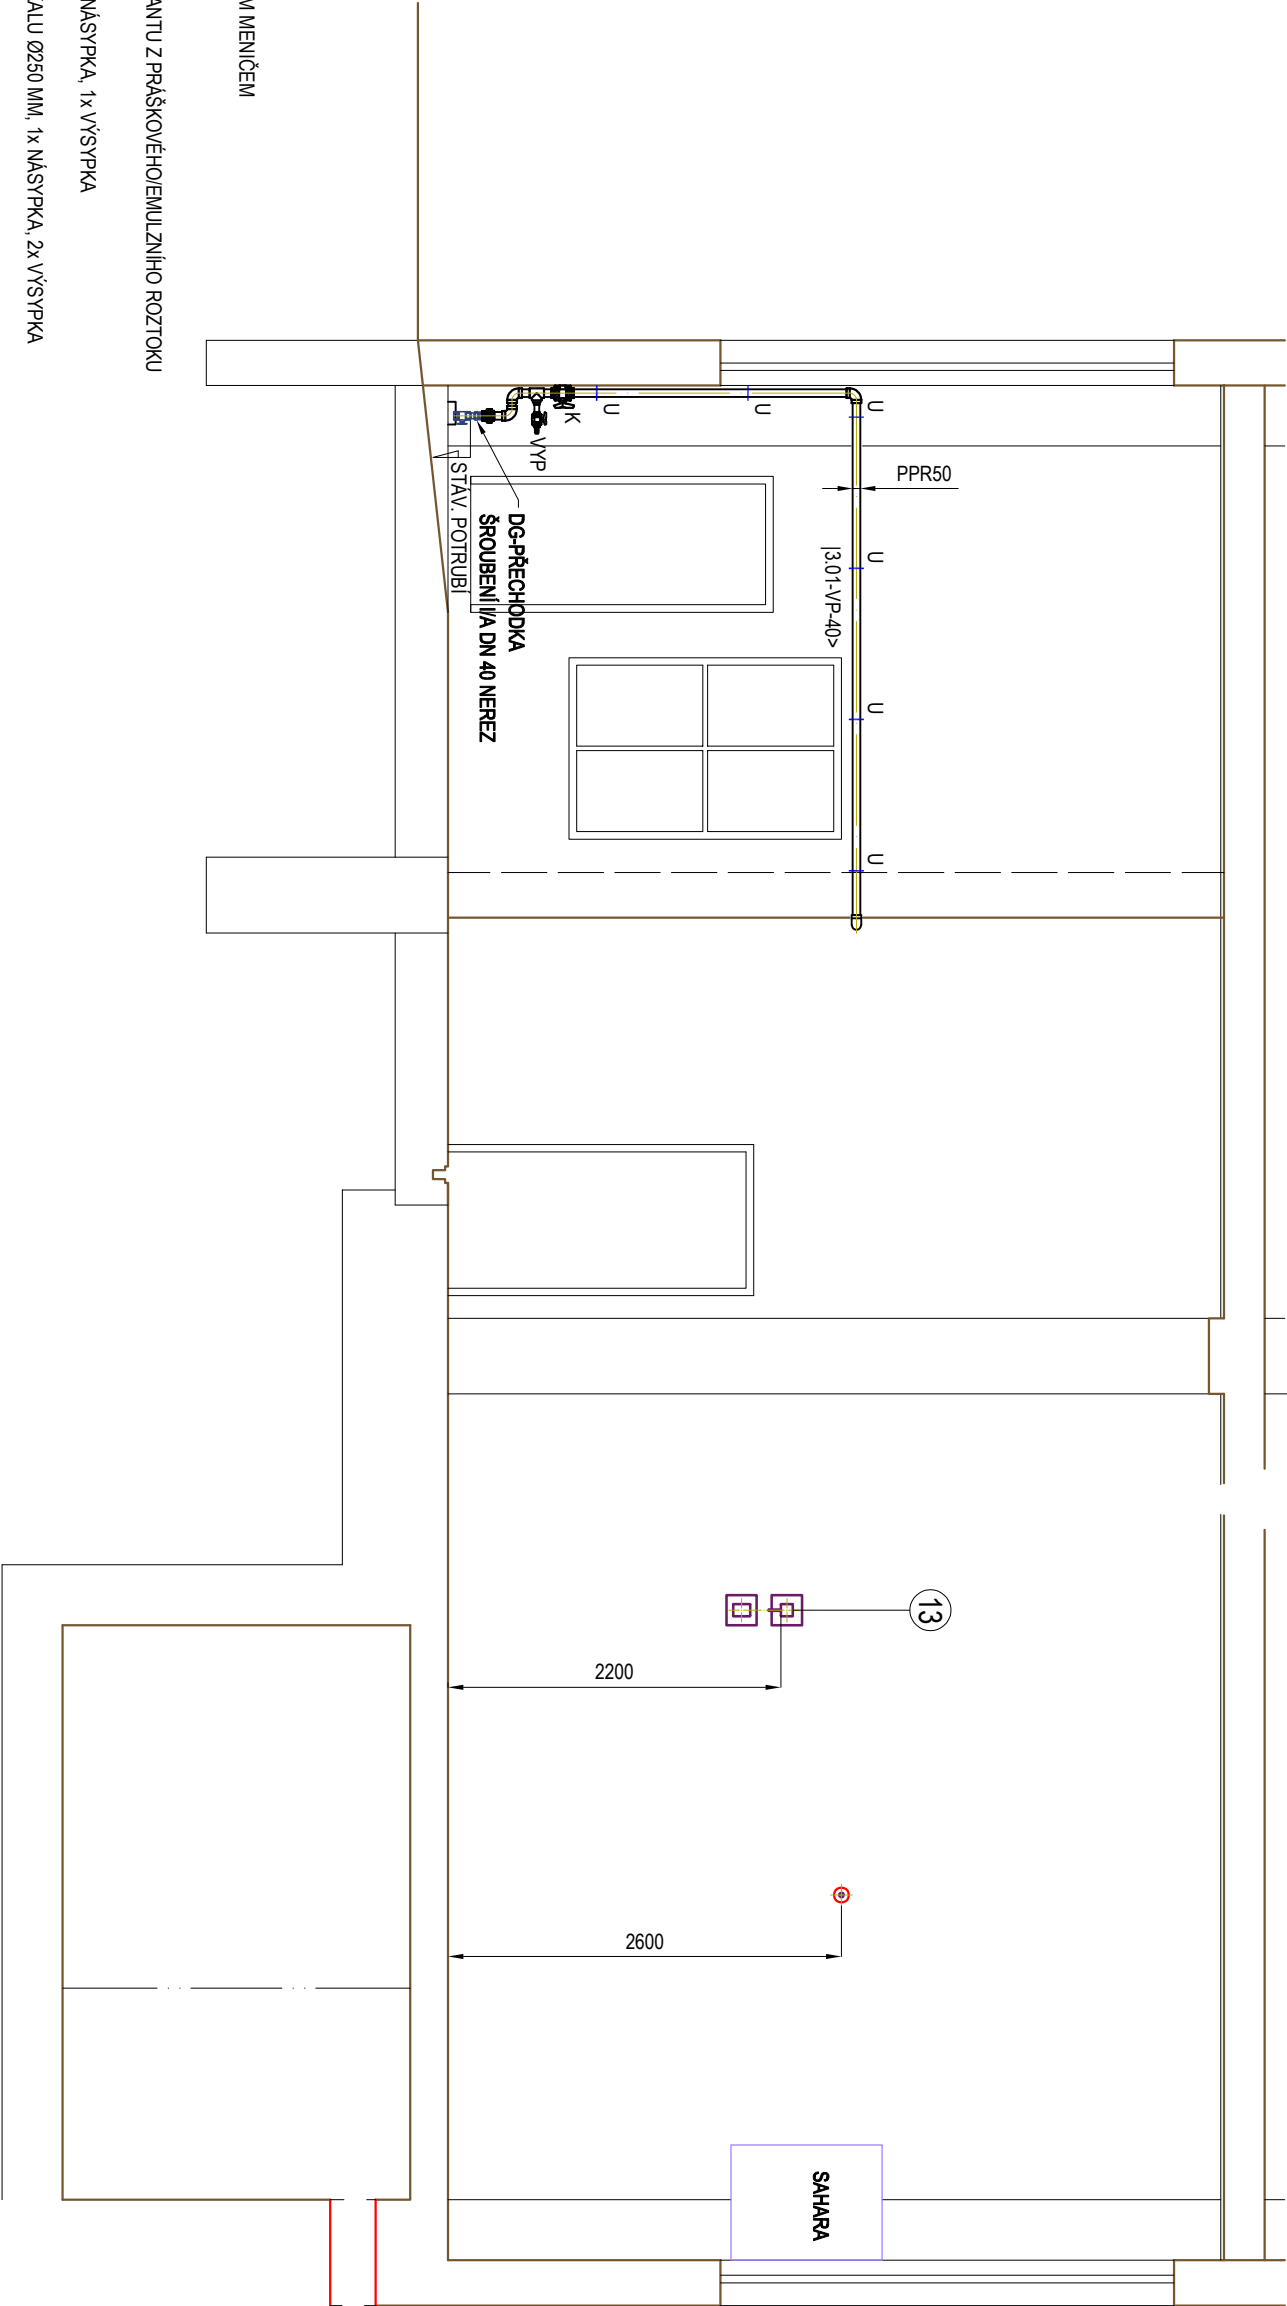 M MENIČEM
ANTU Z PRÁŠKOVÉHO/EMULZNÍHO ROZTOKU
NÁSYPKA, 1x VÝSYPKA
ALU Ø250 MM, 1x NÁSYPKA, 2x VÝSYPKA
U
U
U
U
U
U
K
VYP
PPR50
|3.01-VP-40>
DG-PŘECHODKA
ŠROUBENÍ I/A DN 40 NEREZ
STÁV. POTRUBÍ
13
2200
2600
SAHARA